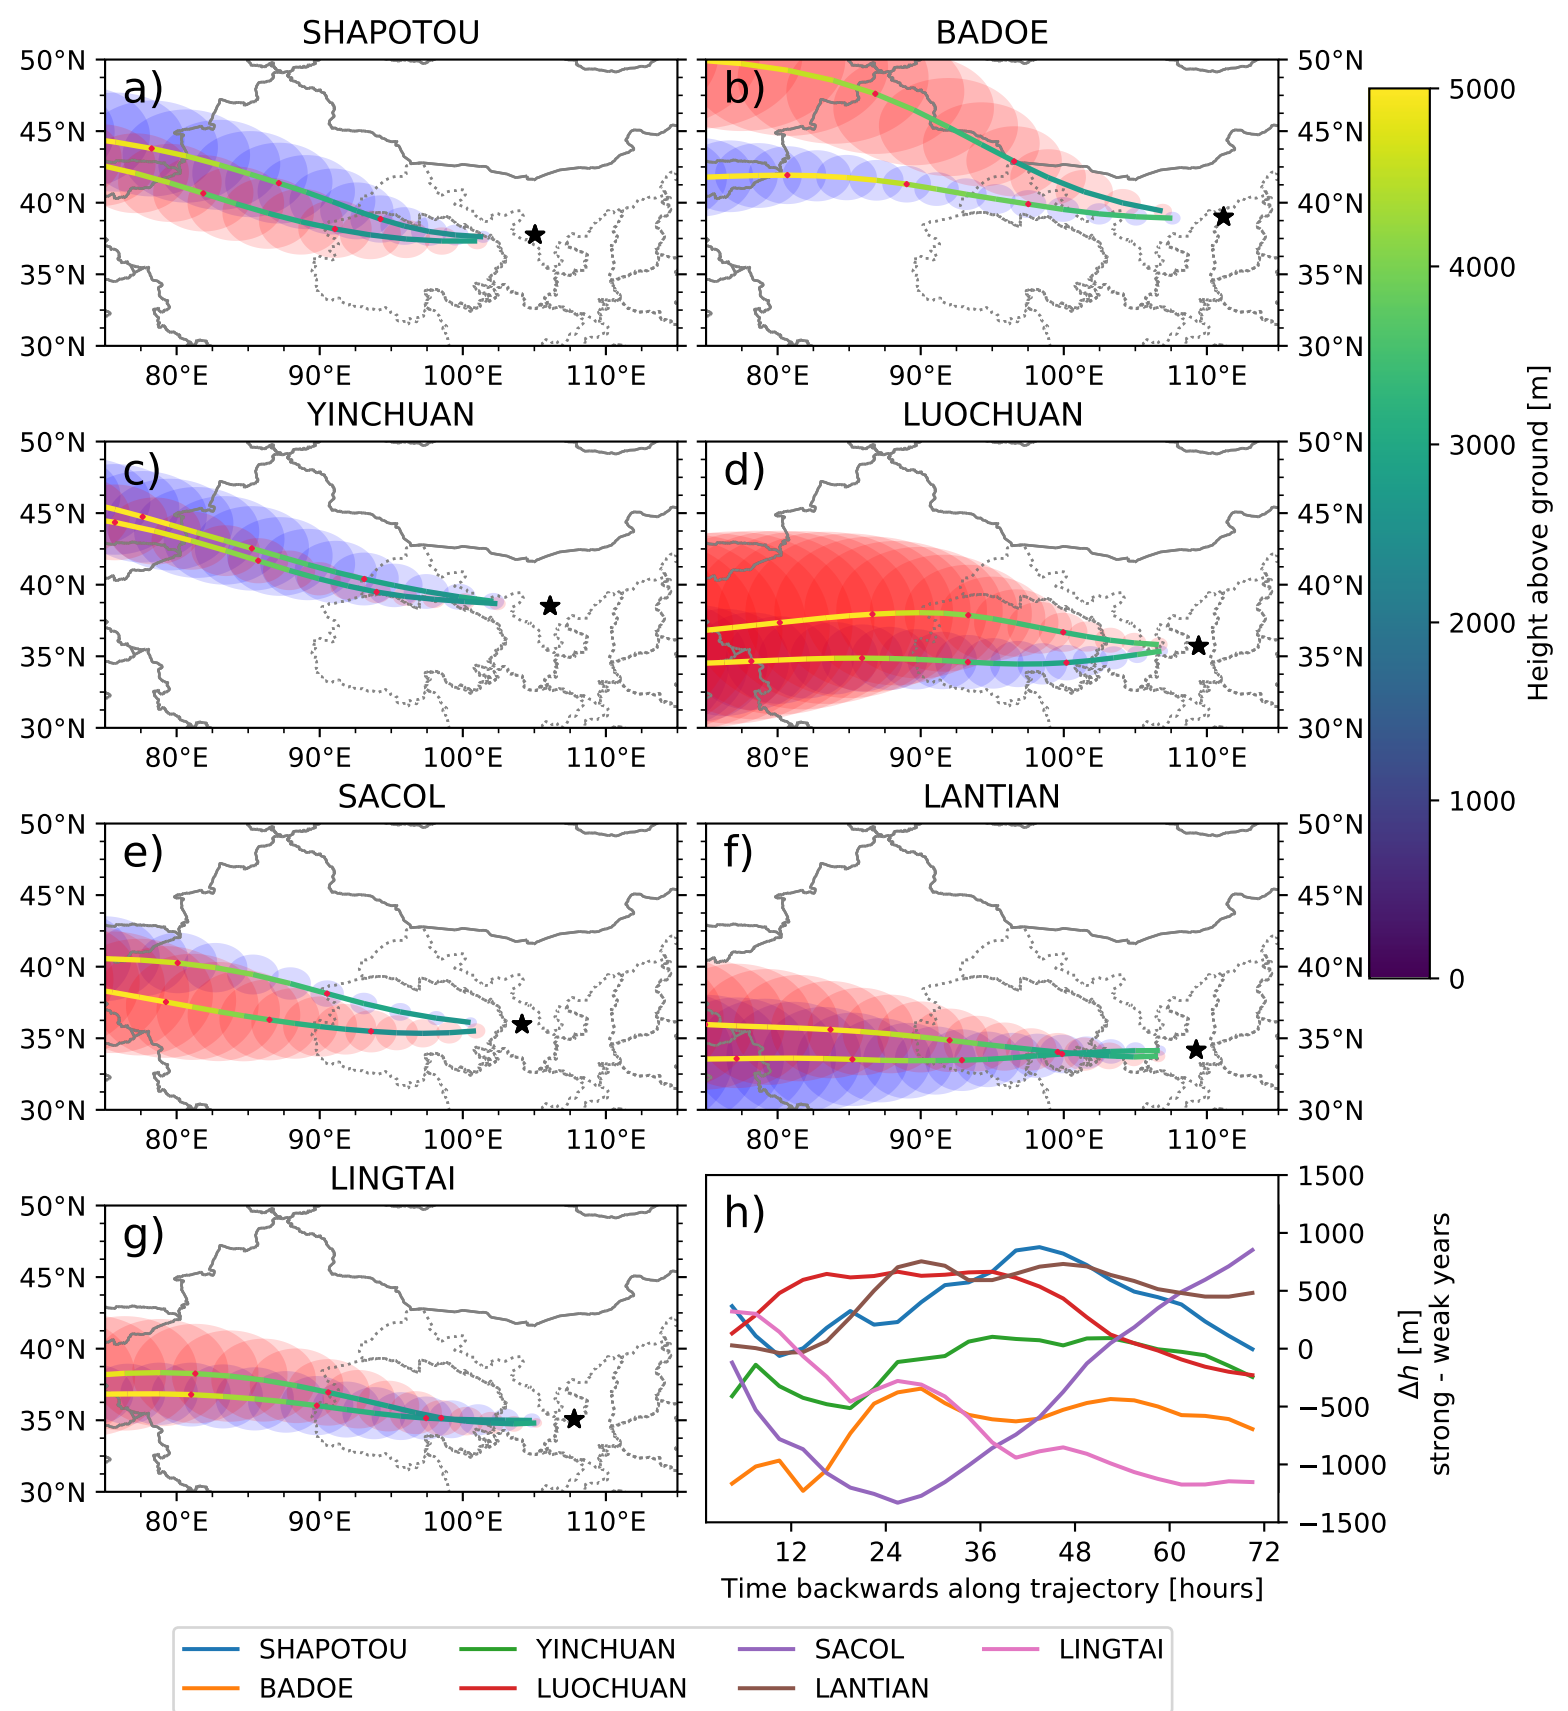 SHAPOTOU
BADOE
50°N
45°N
40°N
35°N
30°N
a)
80°E
90°E
100°E
110°E
b)
80°E
90°E
100°E
110°E
50°N
45°N
40°N
35°N
30°N
YINCHUAN
LUOCHUAN
50°N
45°N
40°N
35°N
30°N
c)
80°E
90°E
100°E
110°E
d)
80°E
90°E
100°E
110°E
50°N
45°N
40°N
35°N
30°N
SACOL
LANTIAN
50°N
45°N
40°N
35°N
30°N
e)
80°E
90°E
100°E
110°E
f)
80°E
90°E
100°E
110°E
50°N
45°N
40°N
35°N
30°N
5000
4000
3000
2000
1000
0
Height above ground [m]
LINGTAI
50°N
45°N
40°N
35°N
30°N
g)
80°E
90°E
100°E
110°E
h)
1500
1000
500
0
−500
−1000
−1500
Δh [m]
strong - weak years
12
24
36
48
60
72
Time backwards along trajectory [hours]
SHAPOTOU
YINCHUAN
SACOL
LINGTAI
BADOE
LUOCHUAN
LANTIAN